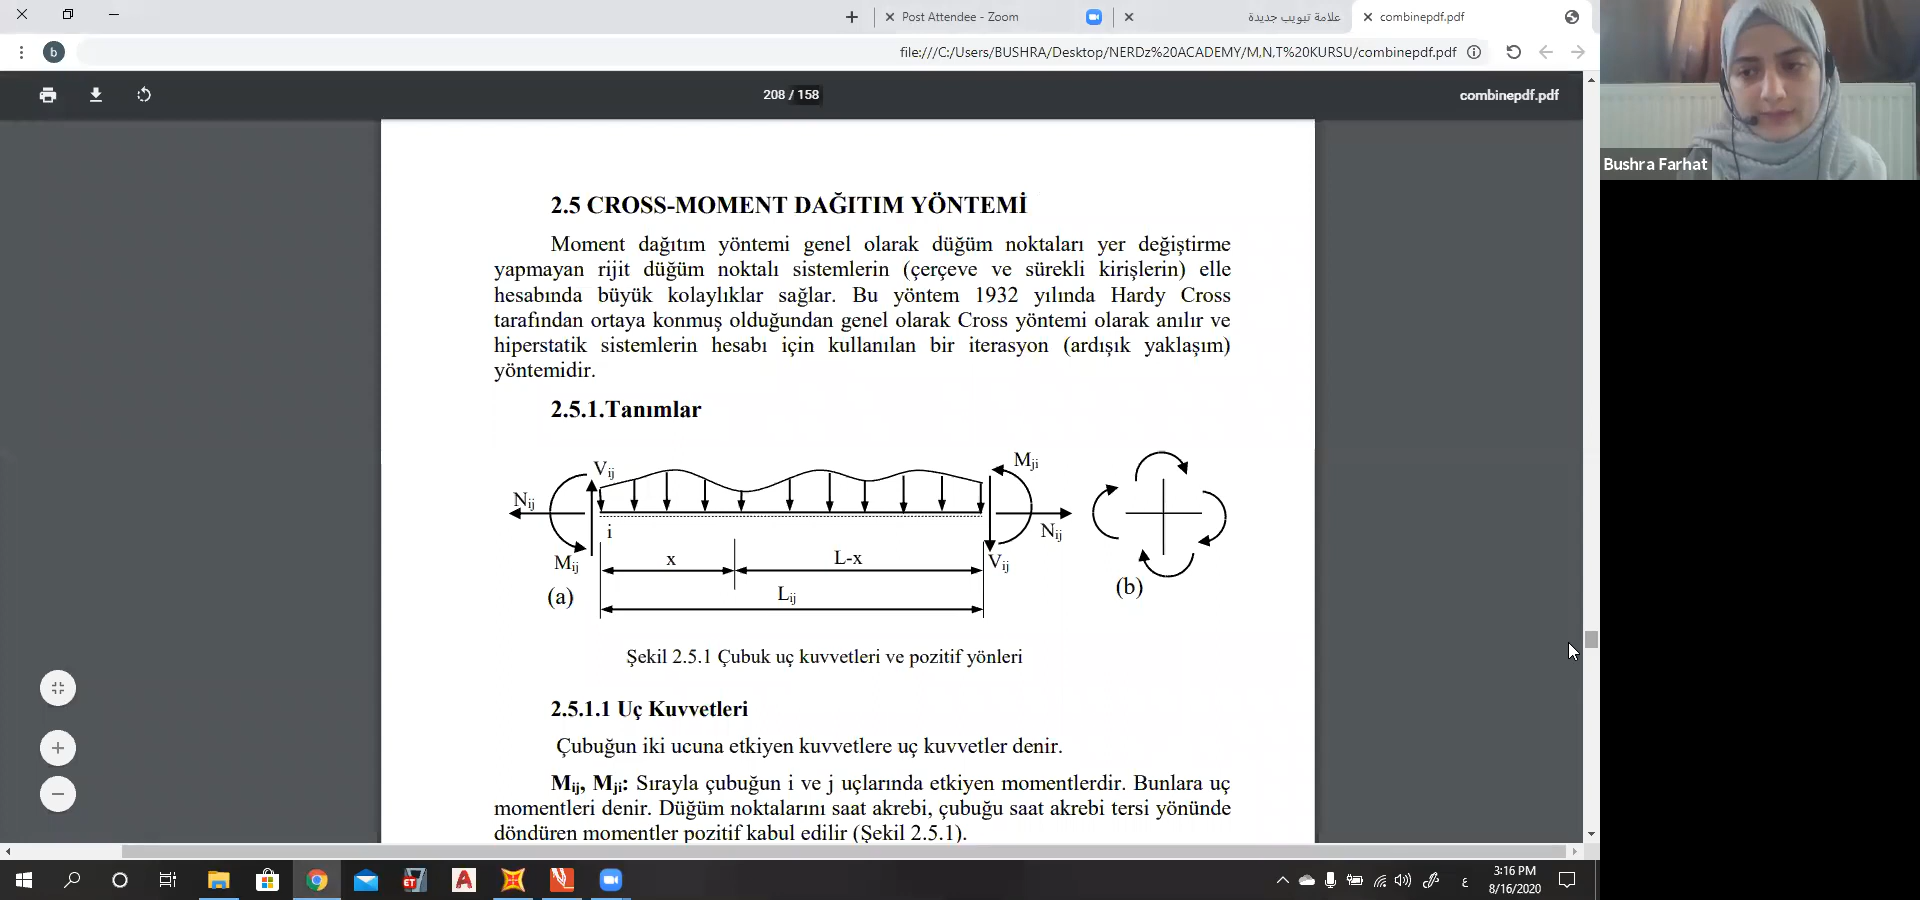 Post Attendee - Zoom
علامة تبويب جديدة
combinepdf.pdf
b
file:///C:/Users/BUSHRA/Desktop/NERDz%20ACADEMY/M,N,T%20KURSU/combinepdf.pdf
208 / 158
combinepdf.pdf
Bushra Farhat
2.5 CROSS-MOMENT DAĞITIM YÖNTEMİ
Moment dağıtım yöntemi genel olarak düğüm noktaları yer değiştirme
yapmayan rijit düğüm noktalı sistemlerin (çerçeve ve sürekli kirişlerin) elle
hesabında büyük kolaylıklar sağlar. Bu yöntem 1932 yılında Hardy Cross
tarafından ortaya konmuş olduğundan genel olarak Cross yöntemi olarak anılır ve
hiperstatik sistemlerin hesabı için kullanılan bir iterasyon (ardışık yaklaşım)
yöntemidir.
2.5.1.Tanımlar
Vij
Mji
Nij
i
Nij
Mij
x
L-x
Vij
(a)
Lij
(b)
Şekil 2.5.1 Çubuk uç kuvvetleri ve pozitif yönleri
2.5.1.1 Uç Kuvvetleri
Çubuğun iki ucuna etkiyen kuvvetlere uç kuvvetler denir.
Mij, Mji: Sırayla çubuğun i ve j uçlarında etkiyen momentlerdir. Bunlara uç
momentleri denir. Düğüm noktalarını saat akrebi, çubuğu saat akrebi tersi yönünde
döndüren momentler pozitif kabul edilir (Şekil 2.5.1).
ET
A
ع
3:16 PM
8/16/2020